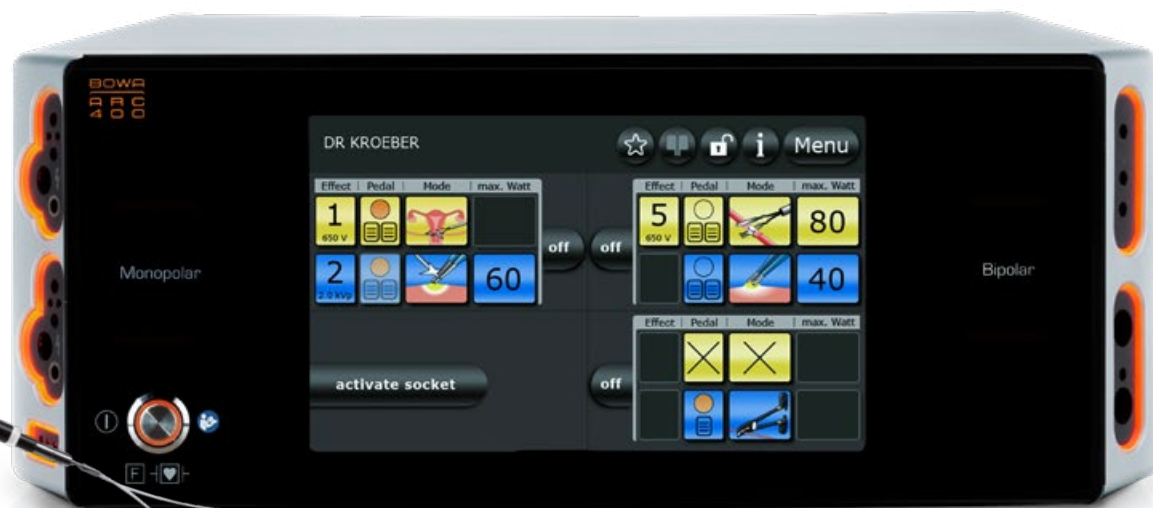 BOWA
ARC
400
DR KROEBER
i Menu
Effect Pedal Mode max. Watt
1
650 V
off
2 60
2.0 kVp
Effect Pedal Mode max. Watt
5 80
650 V
off
40
Monopolar
Bipolar
activate socket
Effect Pedal Mode max. Watt
off
F